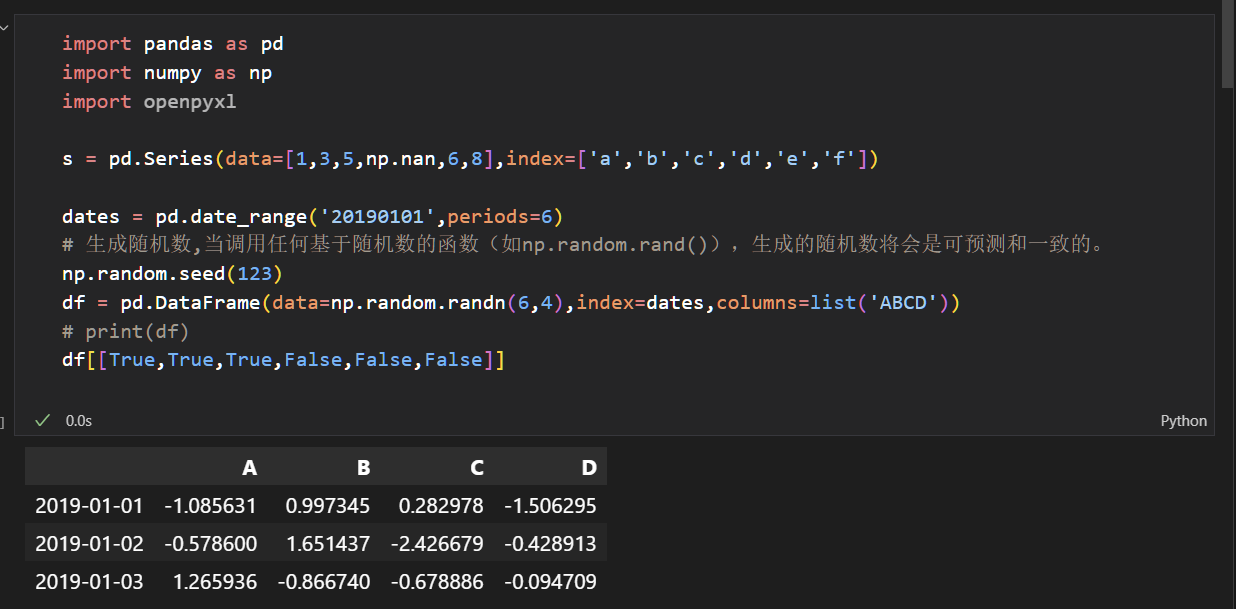 import pandas as pd
import numpy as np
import openpyxl
s = pd.Series(data=[1,3,5,np.nan,6,8],index=['a','b','c','d','e','f'])
dates = pd.date_range('20190101',periods=6)
# 生成随机数,当调用任何基于随机数的函数（如np.random.rand()），生成的随机数将会是可预测和一致的。
np.random.seed(123)
df = pd.DataFrame(data=np.random.randn(6,4),index=dates,columns=list('ABCD'))
# print(df)
df[[True,True,True,False,False,False]]
] ✓ 0.0s Python
A B C D
2019-01-01 -1.085631 0.997345 0.282978 -1.506295
2019-01-02 -0.578600 1.651437 -2.426679 -0.428913
2019-01-03 1.265936 -0.866740 -0.678886 -0.094709